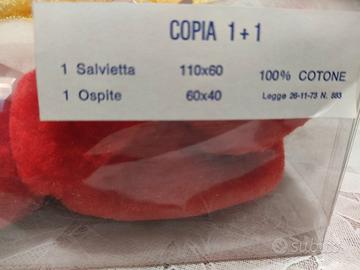 COPIA 1+1
1 Salvietta 110x60 100% COTONE
1 Ospite 60x40 Legge 26-11-73 N. 883
subito